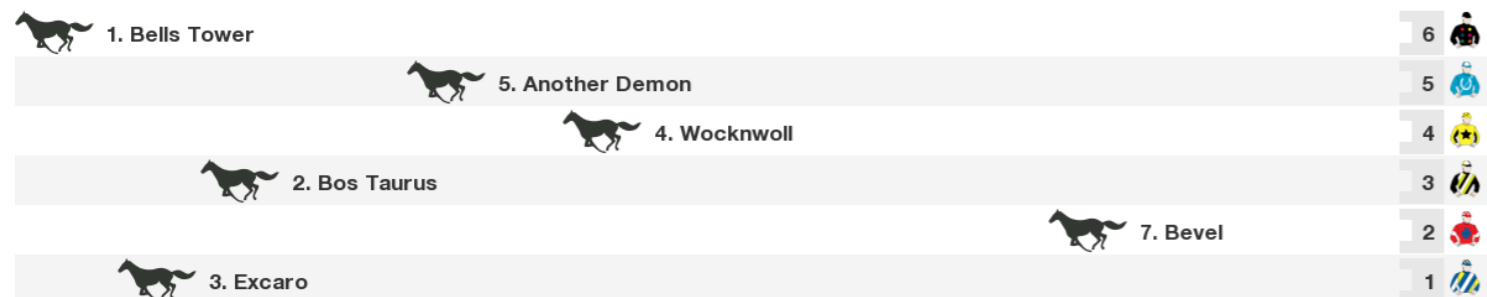 1. Bells Tower 6
5. Another Demon 5
4. Wocknwoll 4
2. Bos Taurus 3
7. Bevel 2
3. Excaro 1